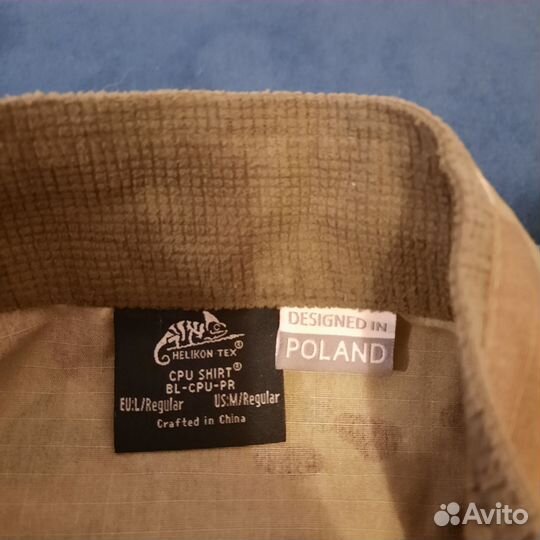 HELIKON-TEX®
CPU SHIRT®
BL-CPU-PR
EU:L/Regular US:M/Regular
Crafted in China
DESIGNED IN
POLAND
Avito